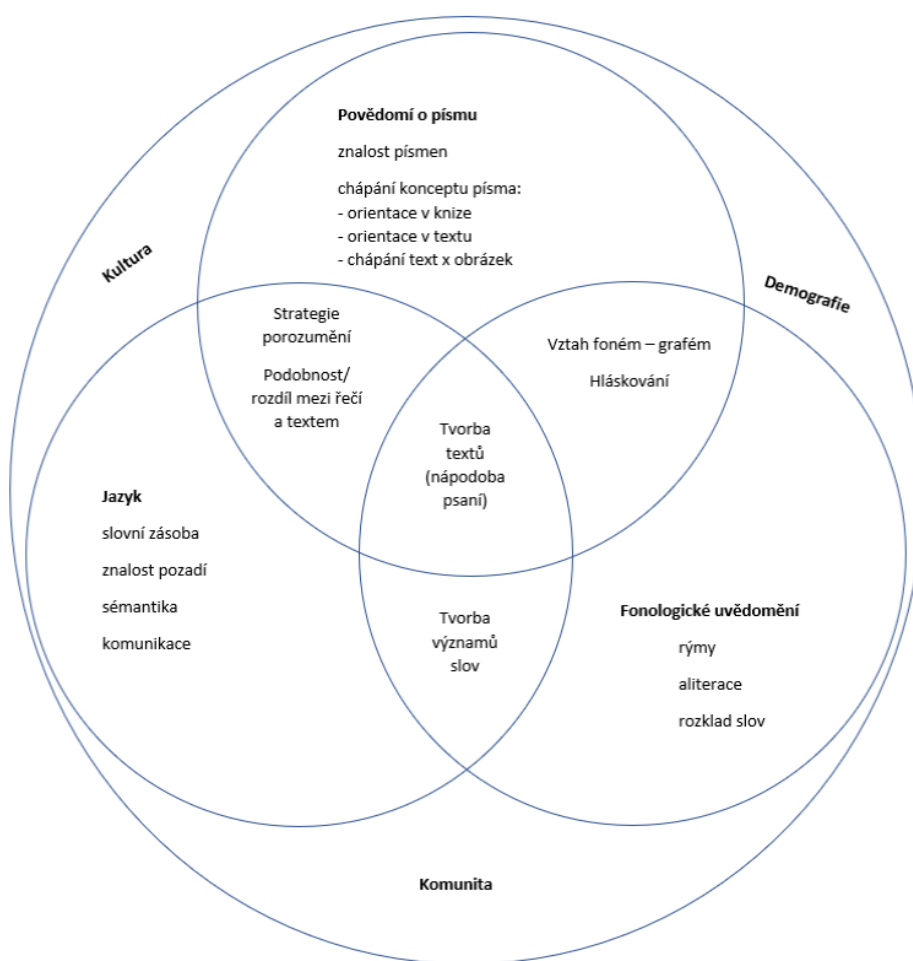 Povědomí o písmu
znalost písmen
chápání konceptu písma:
- orientace v knize
- orientace v textu
- chápání text x obrázek
Kultura
Demografie
Strategie
porozumění
Podobnost/
rozdíl mezi řečí
a textem
Vztah foném – grafém
Hláskování
Tvorba
textů
(nápodoba
psaní)
Jazyk
slovní zásoba
znalost pozadí
sémantika
komunikace
Tvorba
významů
slov
Fonologické uvědomění
rýmy
aliterace
rozklad slov
Komunita